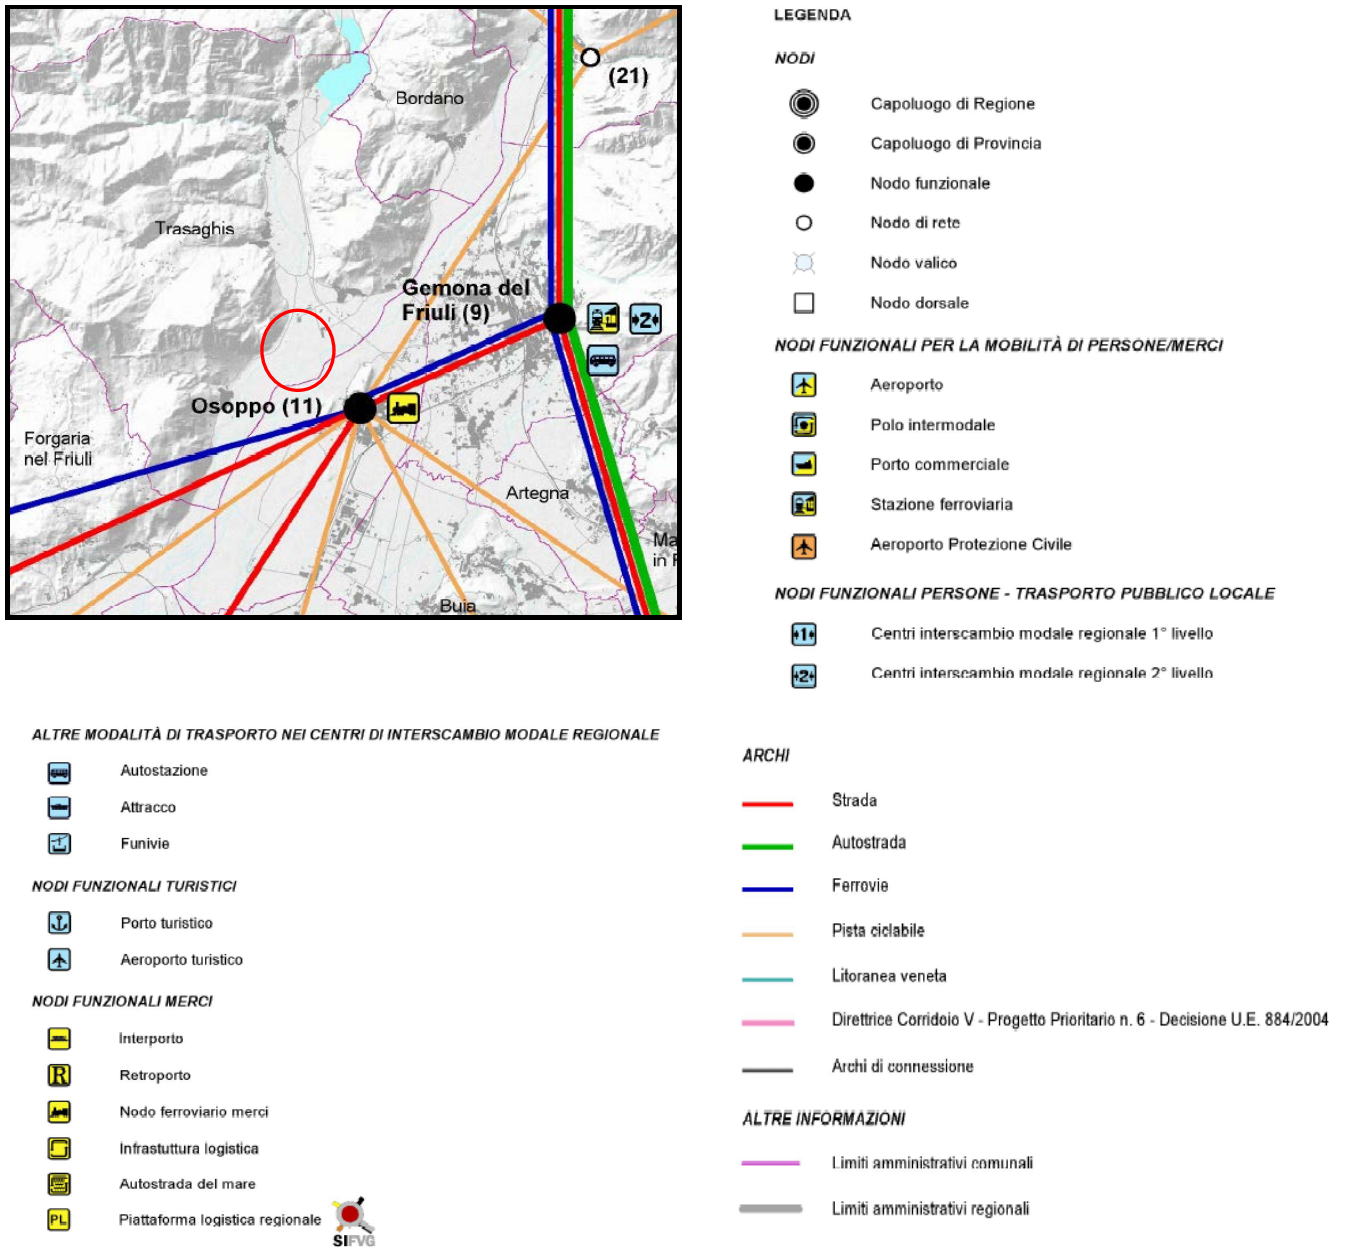 Bordano
(21)
Trasaghis
Gemona del
Friuli (9)
2
Osoppo (11)
Forgaria
nel Friuli
Artegna
Ma
in F
Buia
LEGENDA
NODI
Capoluogo di Regione
Capoluogo di Provincia
Nodo funzionale
Nodo di rete
Nodo valico
Nodo dorsale
NODI FUNZIONALI PER LA MOBILITÀ DI PERSONE/MERCI
Aeroporto
Polo intermodale
Porto commerciale
Stazione ferroviaria
Aeroporto Protezione Civile
NODI FUNZIONALI PERSONE - TRASPORTO PUBBLICO LOCALE
1 Centri interscambio modale regionale 1° livello
2 Centri interscambio modale regionale 2° livello
ALTRE MODALITÀ DI TRASPORTO NEI CENTRI DI INTERSCAMBIO MODALE REGIONALE
Autostazione
Attracco
Funivie
NODI FUNZIONALI TURISTICI
Porto turistico
Aeroporto turistico
NODI FUNZIONALI MERCI
Interporto
R Retroporto
Nodo ferroviario merci
Infrastuttura logistica
Autostrada del mare
PL Piattaforma logistica regionale
SIFVG
ARCHI
Strada
Autostrada
Ferrovie
Pista ciclabile
Litoranea veneta
Direttrice Corridoio V - Progetto Prioritario n. 6 - Decisione U.E. 884/2004
Archi di connessione
ALTRE INFORMAZIONI
Limiti amministrativi comunali
Limiti amministrativi regionali